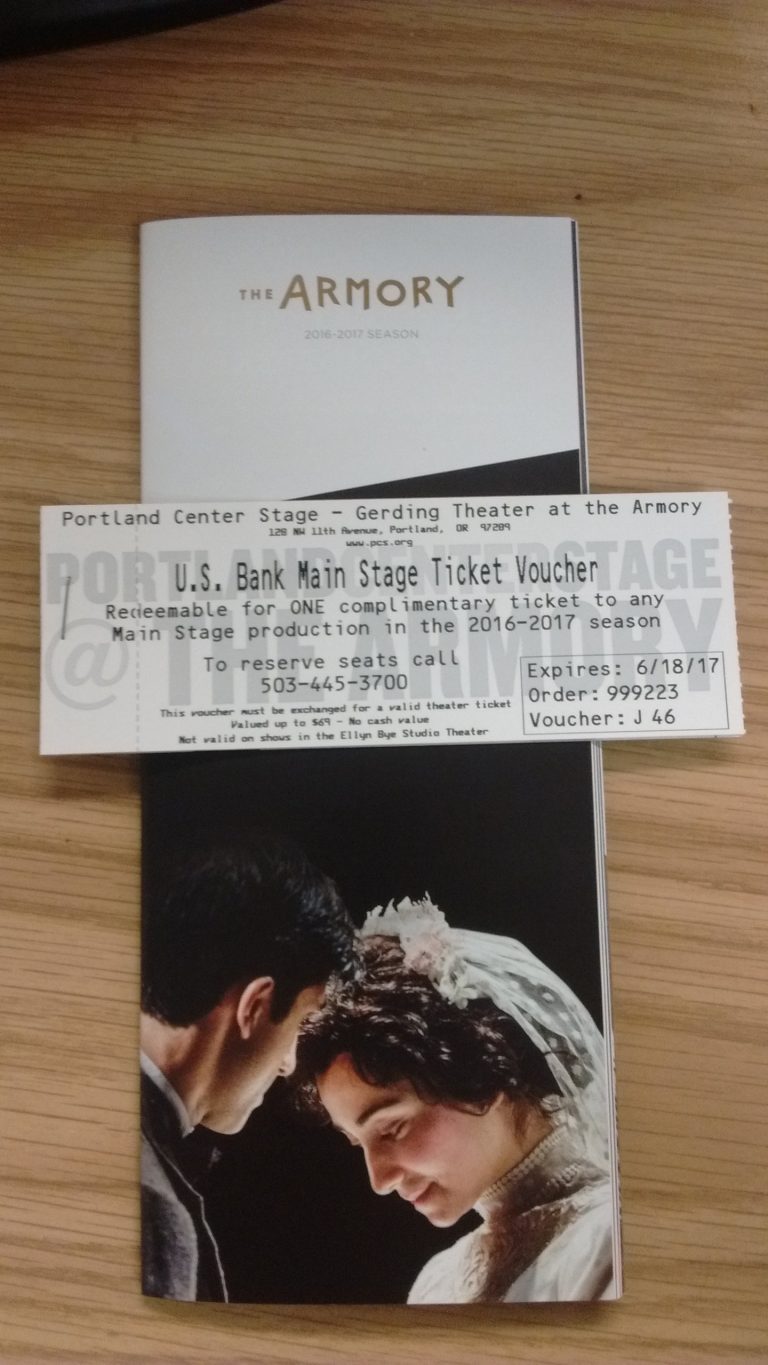 THE ARMORY
2016-2017 SEASON
Portland Center Stage - Gerding Theater at the Armory
128 NW 11th Avenue, Portland, OR 97209
www.pcs.org
PORTLANDCENTERSTAGE
@ THE ARMORY
U.S. Bank Main Stage Ticket Voucher
Redeemable for ONE complimentary ticket to any
Main Stage production in the 2016-2017 season
To reserve seats call
503-445-3700
This voucher must be exchanged for a valid theater ticket
Valued up to $69 - No cash value
Not valid on shows in the Ellyn Bye Studio Theater
Expires: 6/18/17
Order: 999223
Voucher: J 46